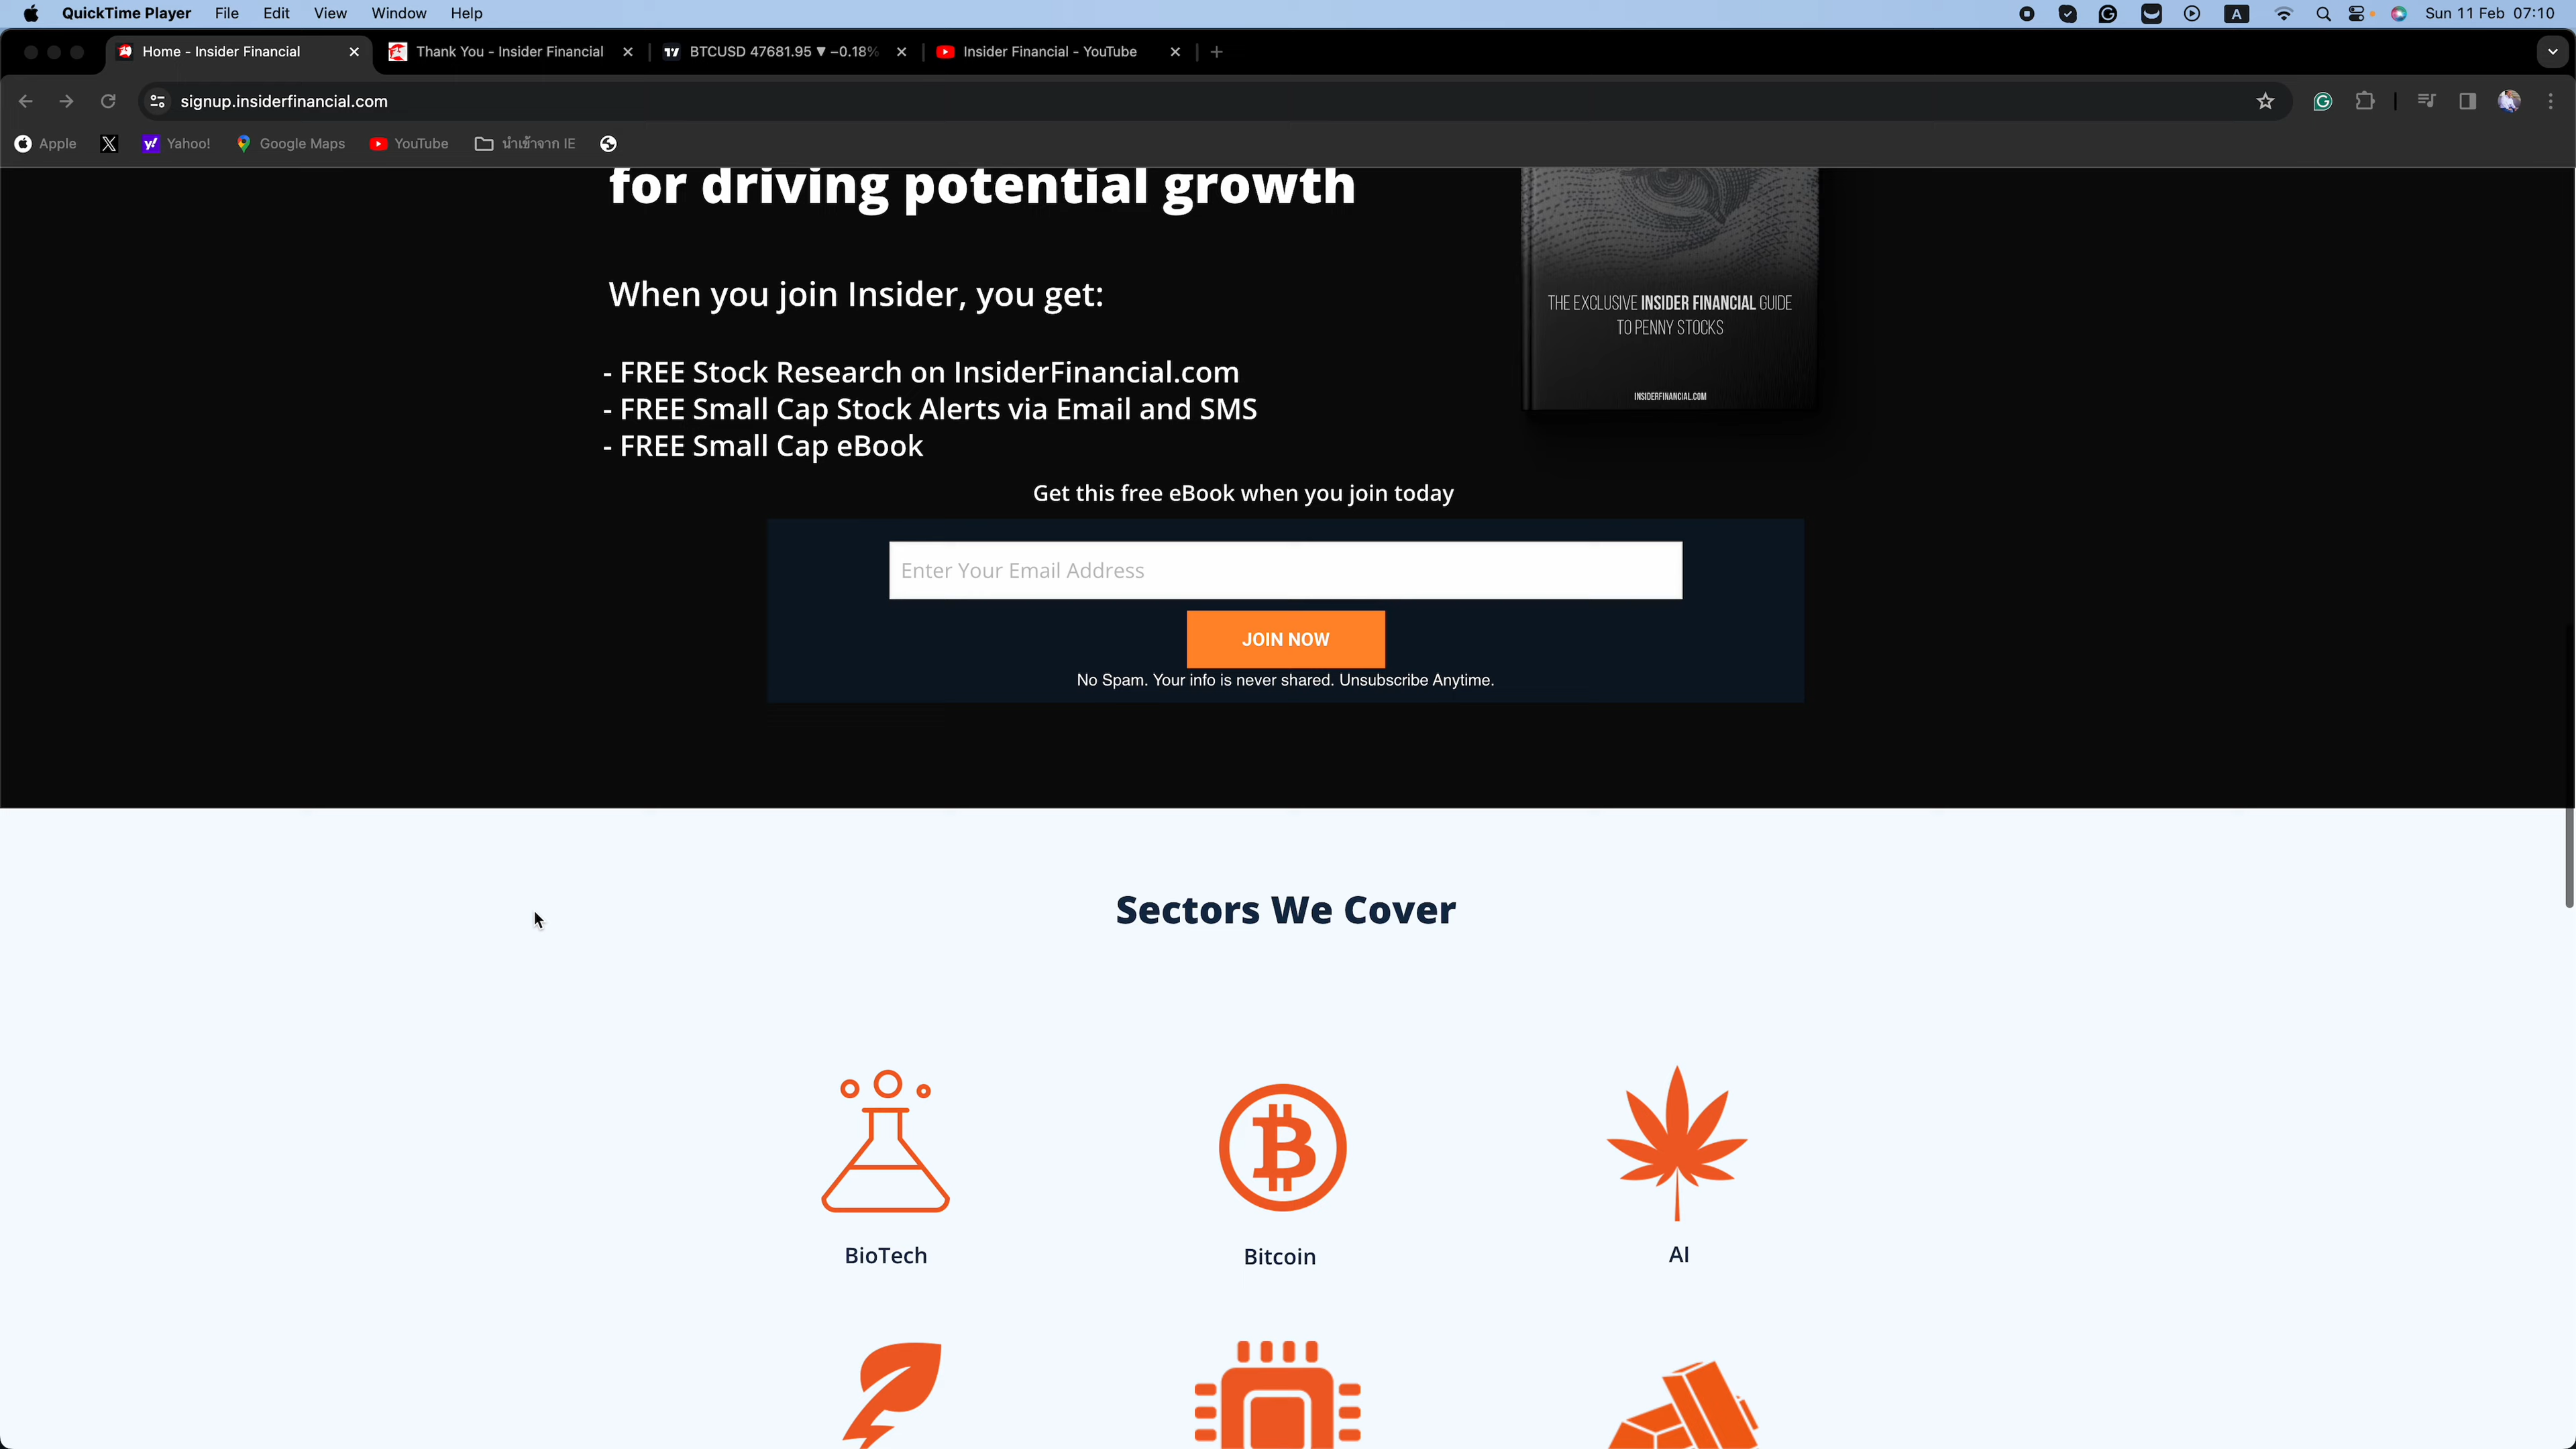 QuickTime Player File Edit View Window Help A Sun 11 Feb 07:10
Home - Insider Financial Thank You - Insider Financial BTCUSD 47681.95 ▼ −0.18% Insider Financial - YouTube
signup.insiderfinancial.com
Apple Yahoo! Google Maps YouTube นำเข้าจาก IE
for driving potential growth
When you join Insider, you get:
- FREE Stock Research on InsiderFinancial.com
- FREE Small Cap Stock Alerts via Email and SMS
- FREE Small Cap eBook
THE EXCLUSIVE INSIDER FINANCIAL GUIDE
TO PENNY STOCKS
INSIDERFINANCIAL.COM
Get this free eBook when you join today
Enter Your Email Address
JOIN NOW
No Spam. Your info is never shared. Unsubscribe Anytime.
Sectors We Cover
BioTech Bitcoin AI